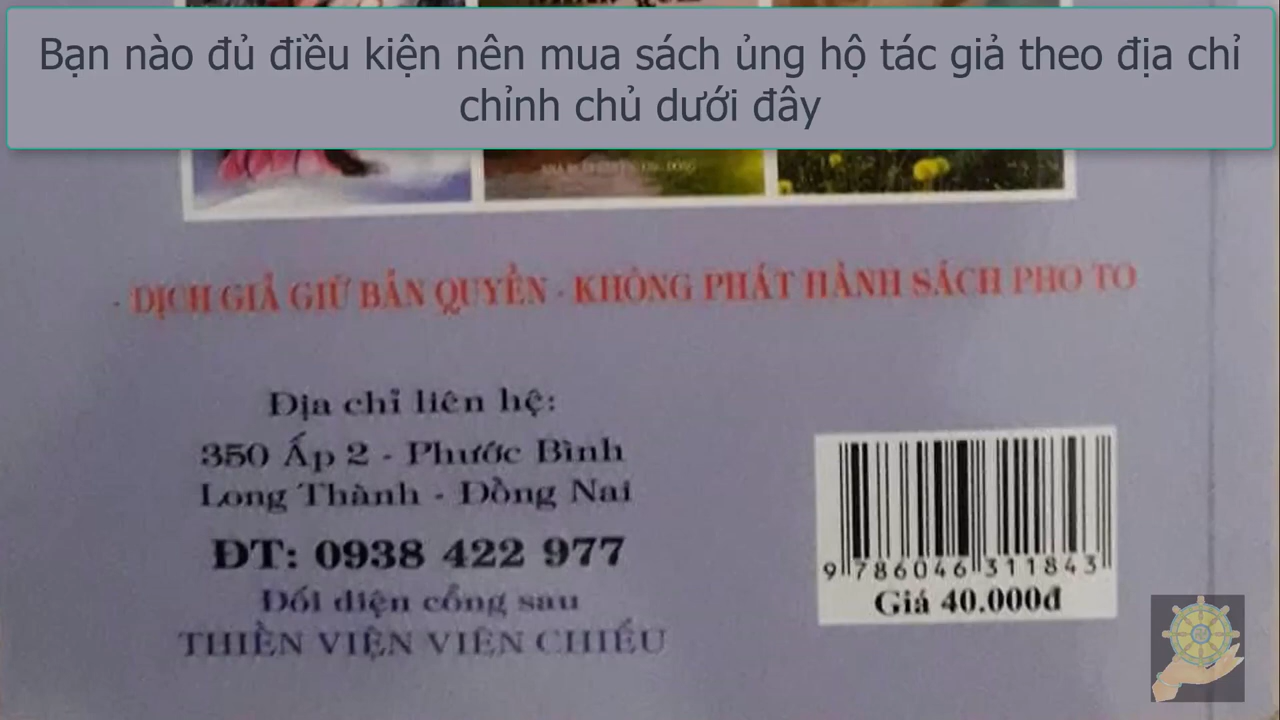 Bạn nào đủ điều kiện nên mua sách ủng hộ tác giả theo địa chỉ
chỉnh chủ dưới đây
- DỊCH GIẢ GIỮ BẢN QUYỀN - KHÔNG PHÁT HÀNH SÁCH PHO TO
Địa chỉ liên hệ:
350 Ấp 2 - Phước Bình
Long Thành - Đồng Nai
ĐT: 0938 422 977
Đối diện cổng sau
THIỀN VIỆN VIÊN CHIẾU
9 786046 311843
Giá 40.000đ